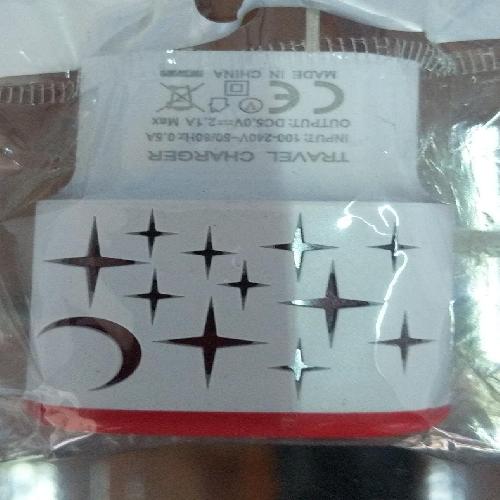 TRAVEL CHARGER
INPUT: 100-240V~50/60Hz 0.5A
OUTPUT: DC5.0V⎓2.1A Max
CE
MADE IN CHINA